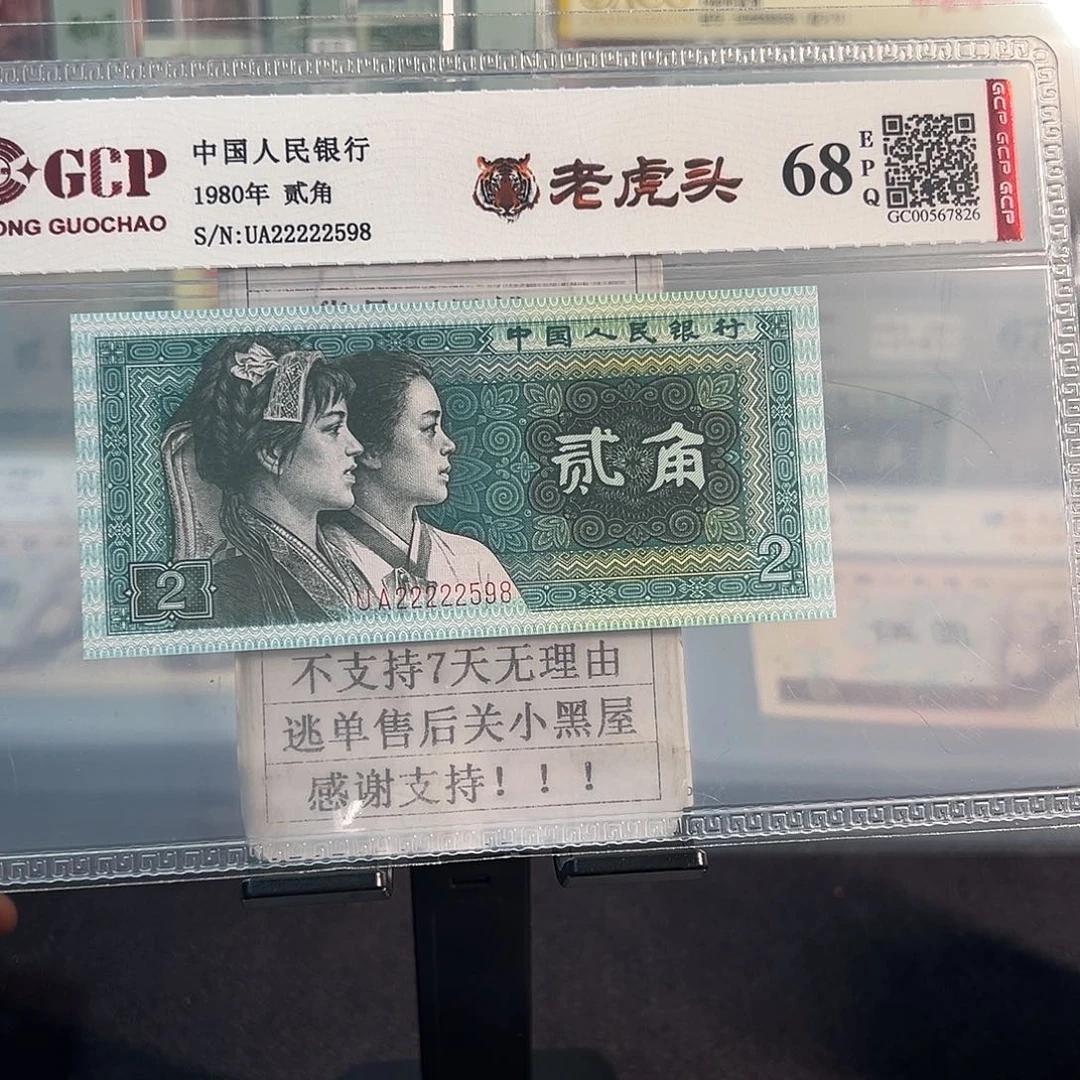 GCP
ONG GUOCHAO
中国人民银行
1980年 贰角
S/N:UA22222598
老虎头
68
EPQ
GC00567826
GCP GCP GCP
中国人民银行
贰角
2
2
UA22222598
不支持7天无理由
逃单售后关小黑屋
感谢支持！！！